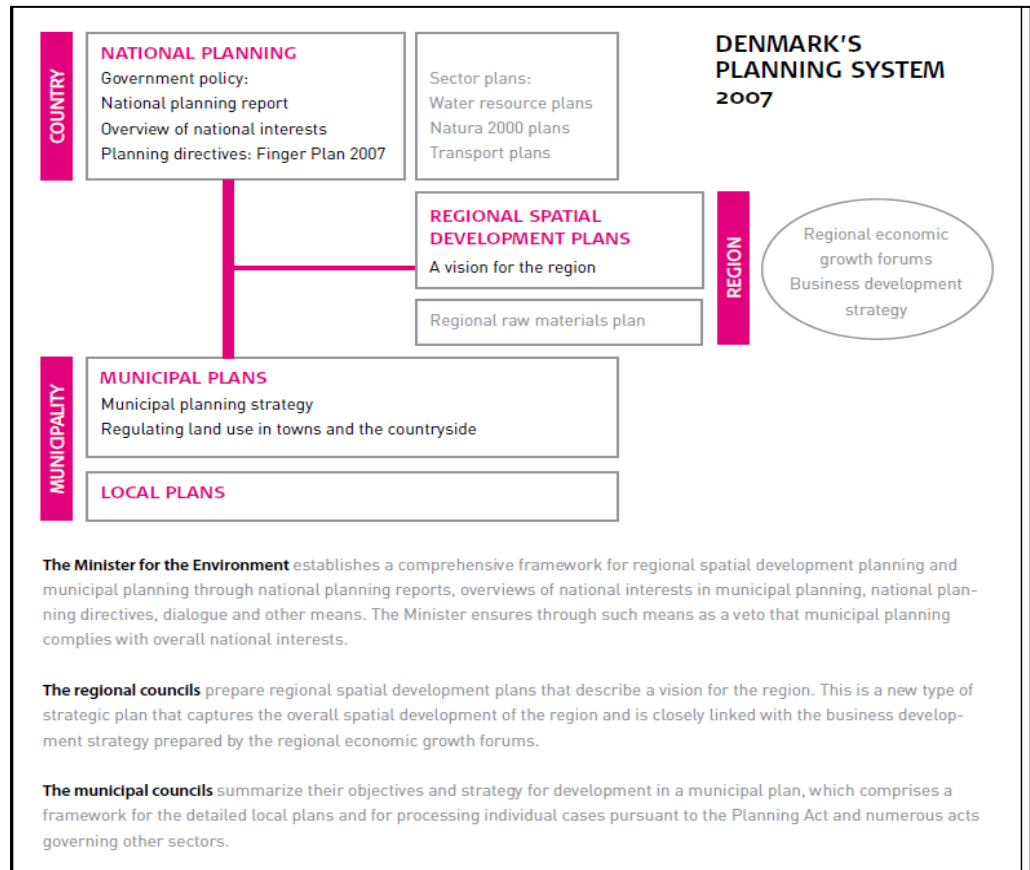 DENMARK'S
PLANNING SYSTEM
2007
COUNTRY
NATIONAL PLANNING
Government policy:
National planning report
Overview of national interests
Planning directives: Finger Plan 2007
Sector plans:
Water resource plans
Natura 2000 plans
Transport plans
REGIONAL SPATIAL
DEVELOPMENT PLANS
A vision for the region
Regional raw materials plan
REGION
Regional economic
growth forums
Business development
strategy
MUNICIPALITY
MUNICIPAL PLANS
Municipal planning strategy
Regulating land use in towns and the countryside
LOCAL PLANS
The Minister for the Environment establishes a comprehensive framework for regional spatial development planning and
municipal planning through national planning reports, overviews of national interests in municipal planning, national plan-
ning directives, dialogue and other means. The Minister ensures through such means as a veto that municipal planning
complies with overall national interests.
The regional councils prepare regional spatial development plans that describe a vision for the region. This is a new type of
strategic plan that captures the overall spatial development of the region and is closely linked with the business develop-
ment strategy prepared by the regional economic growth forums.
The municipal councils summarize their objectives and strategy for development in a municipal plan, which comprises a
framework for the detailed local plans and for processing individual cases pursuant to the Planning Act and numerous acts
governing other sectors.